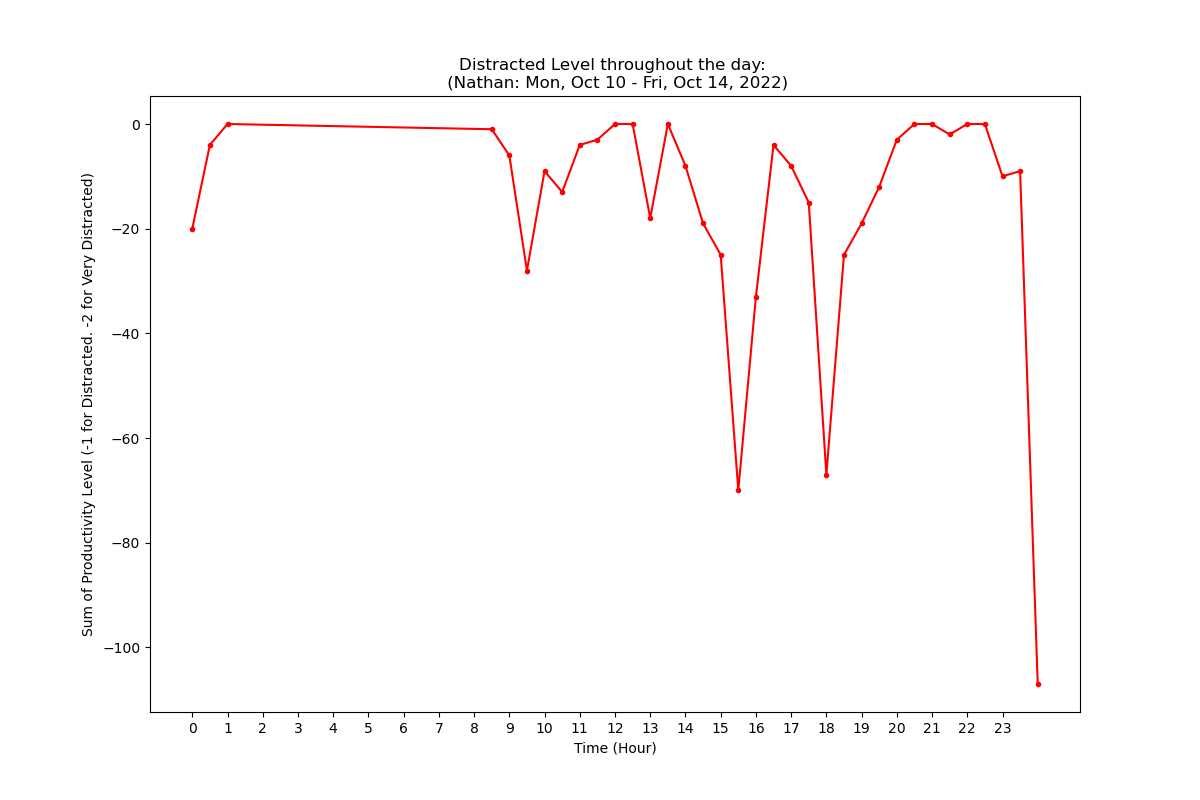 Distracted Level throughout the day:
(Nathan: Mon, Oct 10 - Fri, Oct 14, 2022)
Sum of Productivity Level (-1 for Distracted. -2 for Very Distracted)
0
−20
−40
−60
−80
−100
0 1 2 3 4 5 6 7 8 9 10 11 12 13 14 15 16 17 18 19 20 21 22 23
Time (Hour)